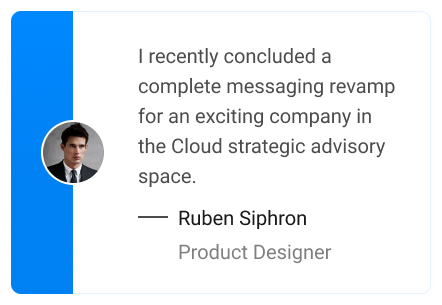 I recently concluded a
complete messaging revamp
for an exciting company in
the Cloud strategic advisory
space.
Ruben Siphron
Product Designer